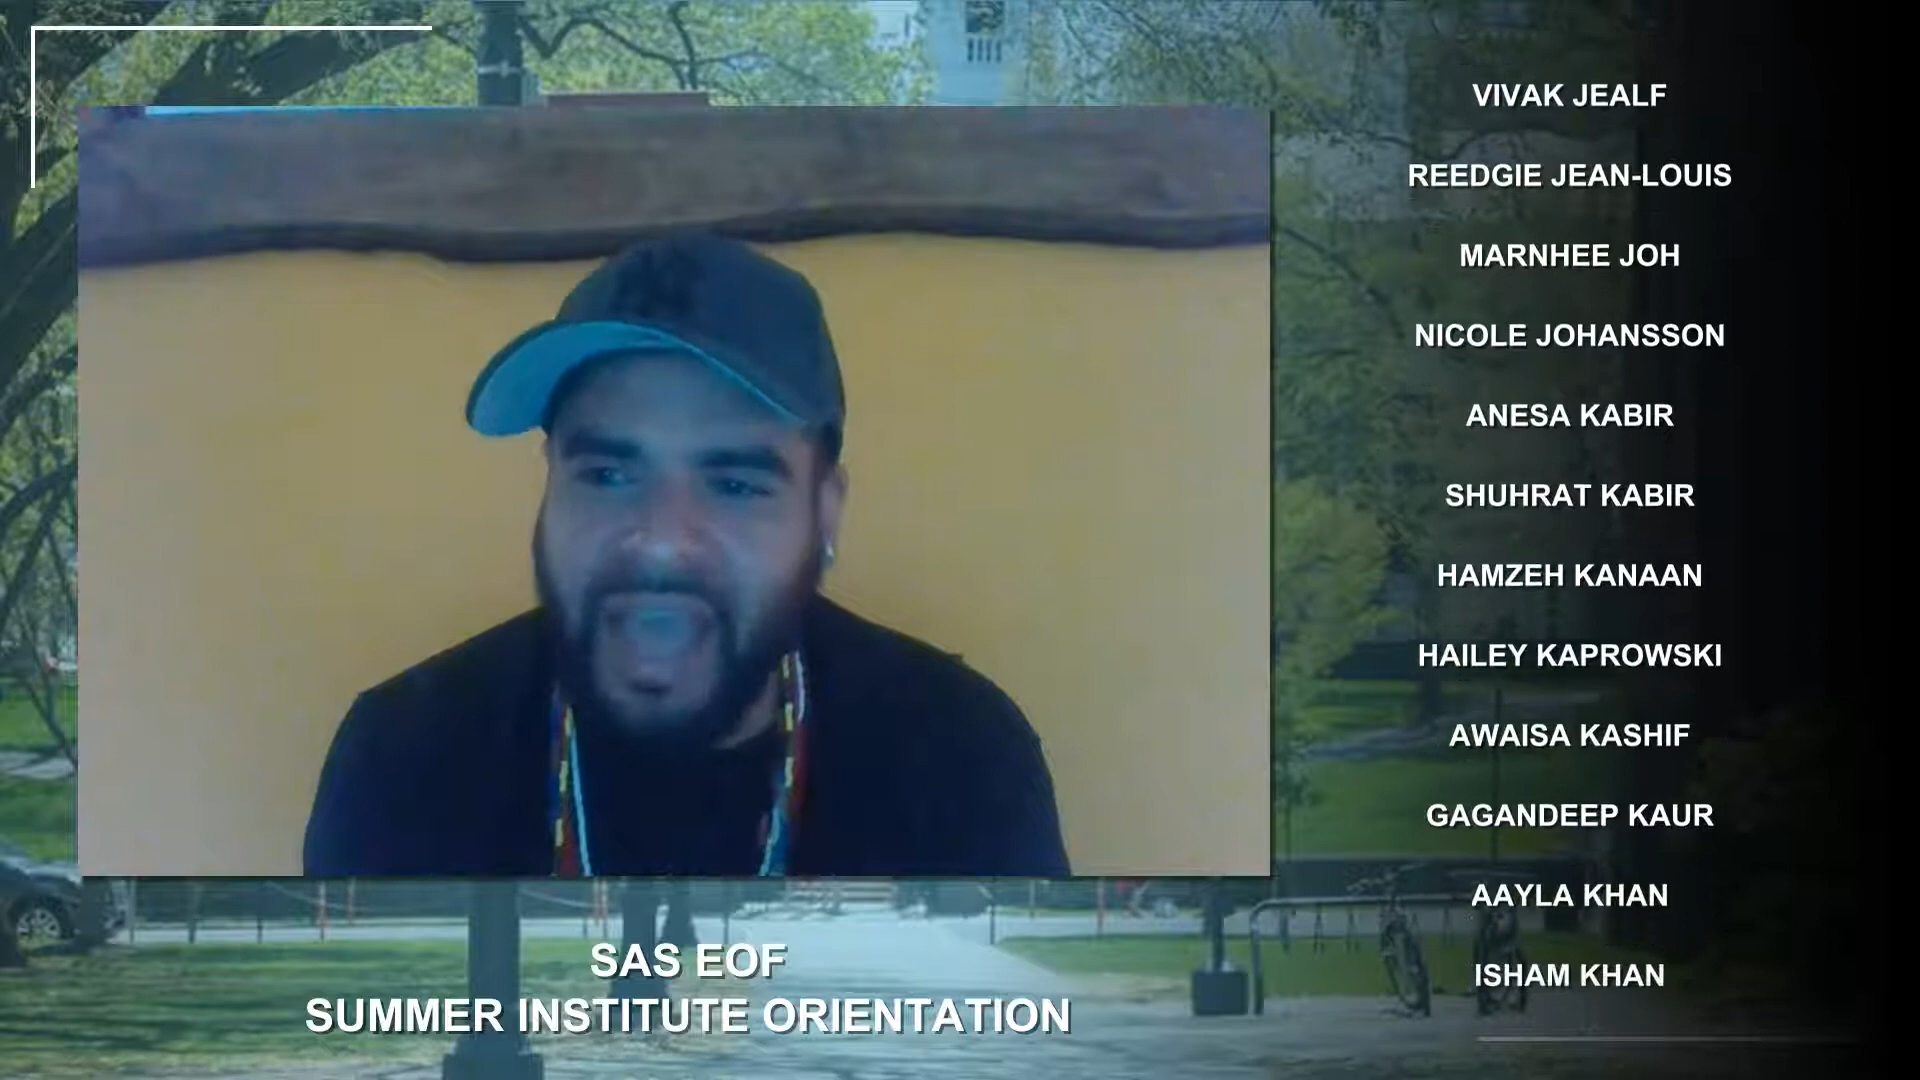 VIVAK JEALF
REEDGIE JEAN-LOUIS
MARNHEE JOH
NICOLE JOHANSSON
ANESA KABIR
SHUHRAT KABIR
HAMZEH KANAAN
HAILEY KAPROWSKI
AWAISA KASHIF
GAGANDEEP KAUR
AAYLA KHAN
ISHAM KHAN
SAS EOF
SUMMER INSTITUTE ORIENTATION